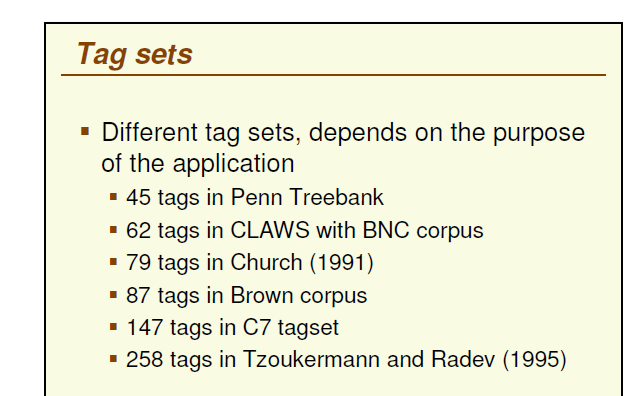 Tag sets
▪ Different tag sets, depends on the purpose
of the application
▪ 45 tags in Penn Treebank
▪ 62 tags in CLAWS with BNC corpus
▪ 79 tags in Church (1991)
▪ 87 tags in Brown corpus
▪ 147 tags in C7 tagset
▪ 258 tags in Tzoukermann and Radev (1995)